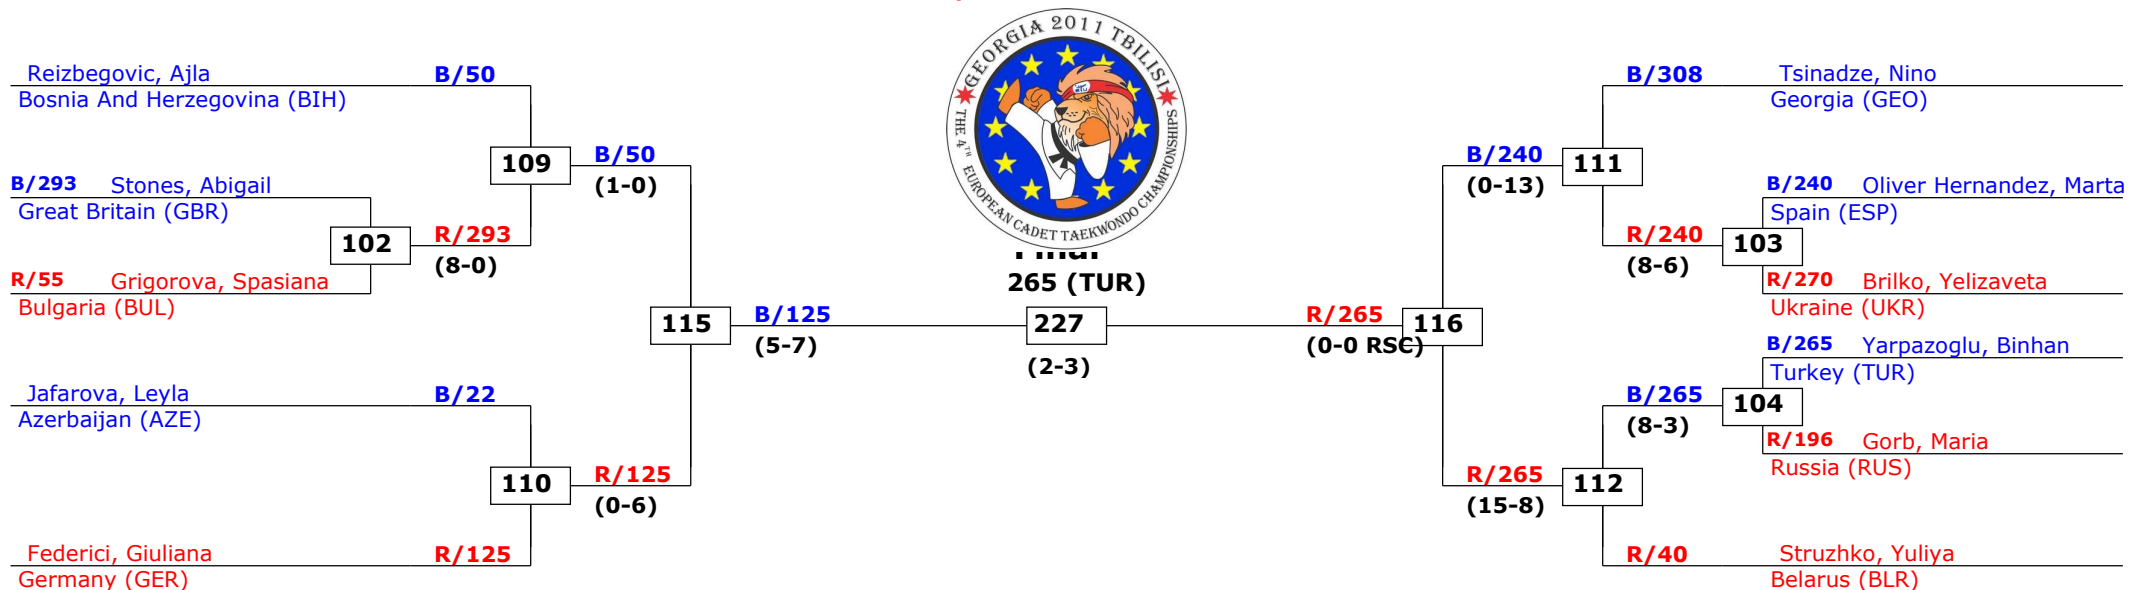 GEORGIA 2011 TBILISI
THE 4TH EUROPEAN CADET TAEKWONDO CHAMPIONSHIPS
Reizbegovic, Ajla
B/50
Bosnia And Herzegovina (BIH)
109
B/50
(1-0)
B/293 Stones, Abigail
Great Britain (GBR)
102
R/293
(8-0)
R/55 Grigorova, Spasiana
Bulgaria (BUL)
115
B/125
(5-7)
Jafarova, Leyla
B/22
Azerbaijan (AZE)
110
R/125
(0-6)
Federici, Giuliana
R/125
Germany (GER)
Final
265 (TUR)
227
(2-3)
B/308
Tsinadze, Nino
Georgia (GEO)
B/240
(0-13)
111
B/240 Oliver Hernandez, Marta
Spain (ESP)
R/240
(8-6)
103
R/270 Brilko, Yelizaveta
Ukraine (UKR)
R/265
(0-0 RSC)
116
B/265 Yarpazoglu, Binhan
Turkey (TUR)
B/265
(8-3)
104
R/196 Gorb, Maria
Russia (RUS)
R/265
(15-8)
112
R/40
Struzhko, Yuliya
Belarus (BLR)